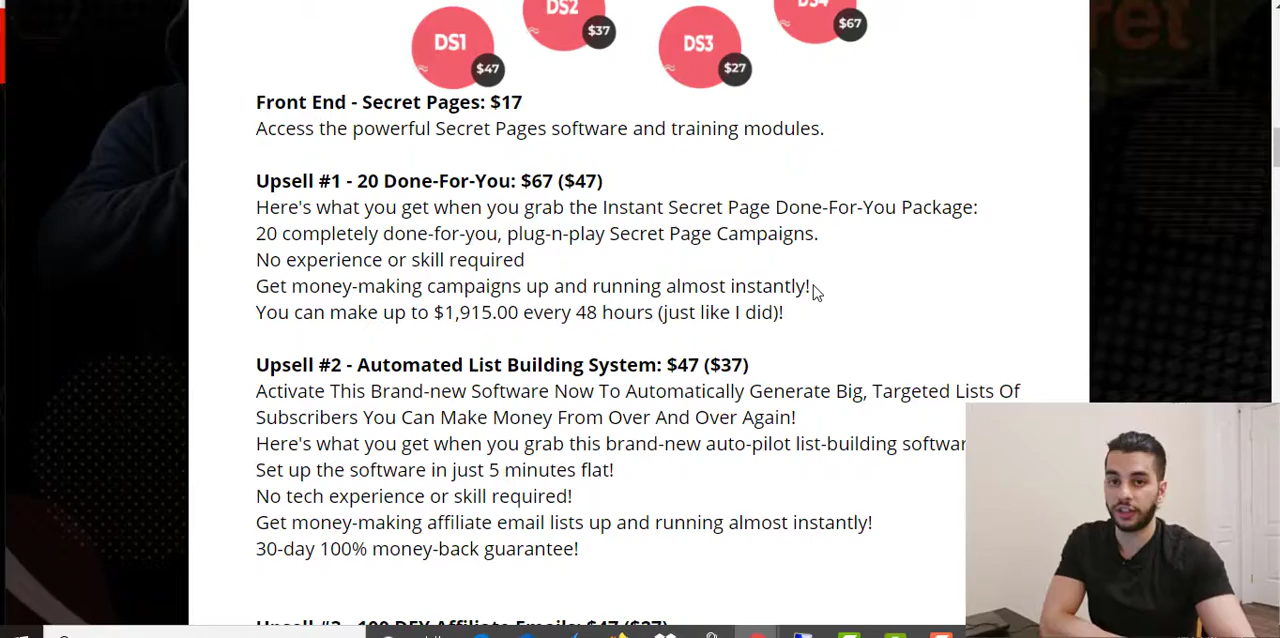 DS2
$37
DS4
$67
DS1
$47
DS3
$27
Front End - Secret Pages: $17
Access the powerful Secret Pages software and training modules.
Upsell #1 - 20 Done-For-You: $67 ($47)
Here's what you get when you grab the Instant Secret Page Done-For-You Package:
20 completely done-for-you, plug-n-play Secret Page Campaigns.
No experience or skill required
Get money-making campaigns up and running almost instantly!
You can make up to $1,915.00 every 48 hours (just like I did)!
Upsell #2 - Automated List Building System: $47 ($37)
Activate This Brand-new Software Now To Automatically Generate Big, Targeted Lists Of
Subscribers You Can Make Money From Over And Over Again!
Here's what you get when you grab this brand-new auto-pilot list-building softwar
Set up the software in just 5 minutes flat!
No tech experience or skill required!
Get money-making affiliate email lists up and running almost instantly!
30-day 100% money-back guarantee!
Upsell #3 - 100 DFY Affiliate Emails: $47 ($37)